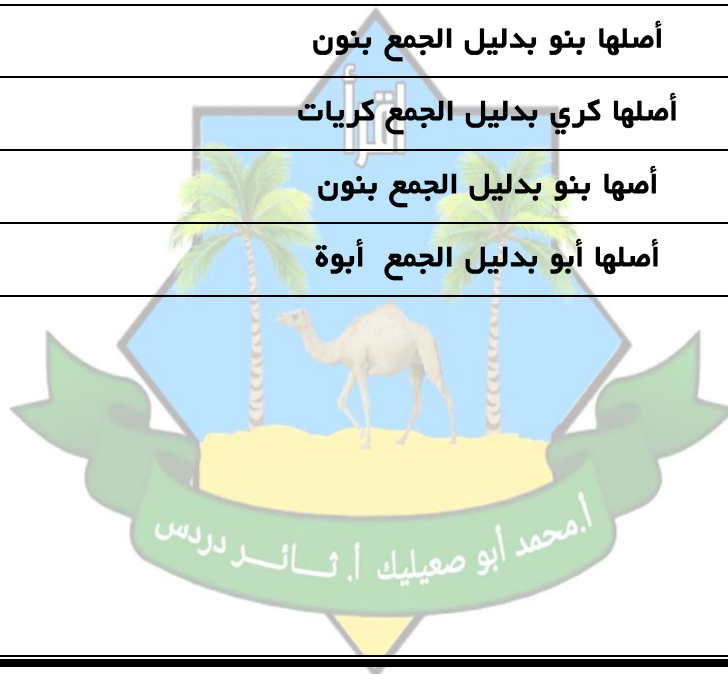 أصلها بنو بدليل الجمع بنون
أصلها كري بدليل الجمع كريات
أصها بنو بدليل الجمع بنون
أصلها أبو بدليل الجمع أبوة
اقرأ
أ.محمد أبو صعيليك أ. ثـــائـــر دردس